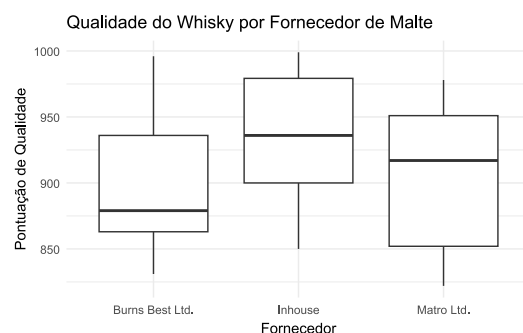 Qualidade do Whisky por Fornecedor de Malte
1000
950
900
850
Pontuação de Qualidade
Burns Best Ltd.
Inhouse
Matro Ltd.
Fornecedor